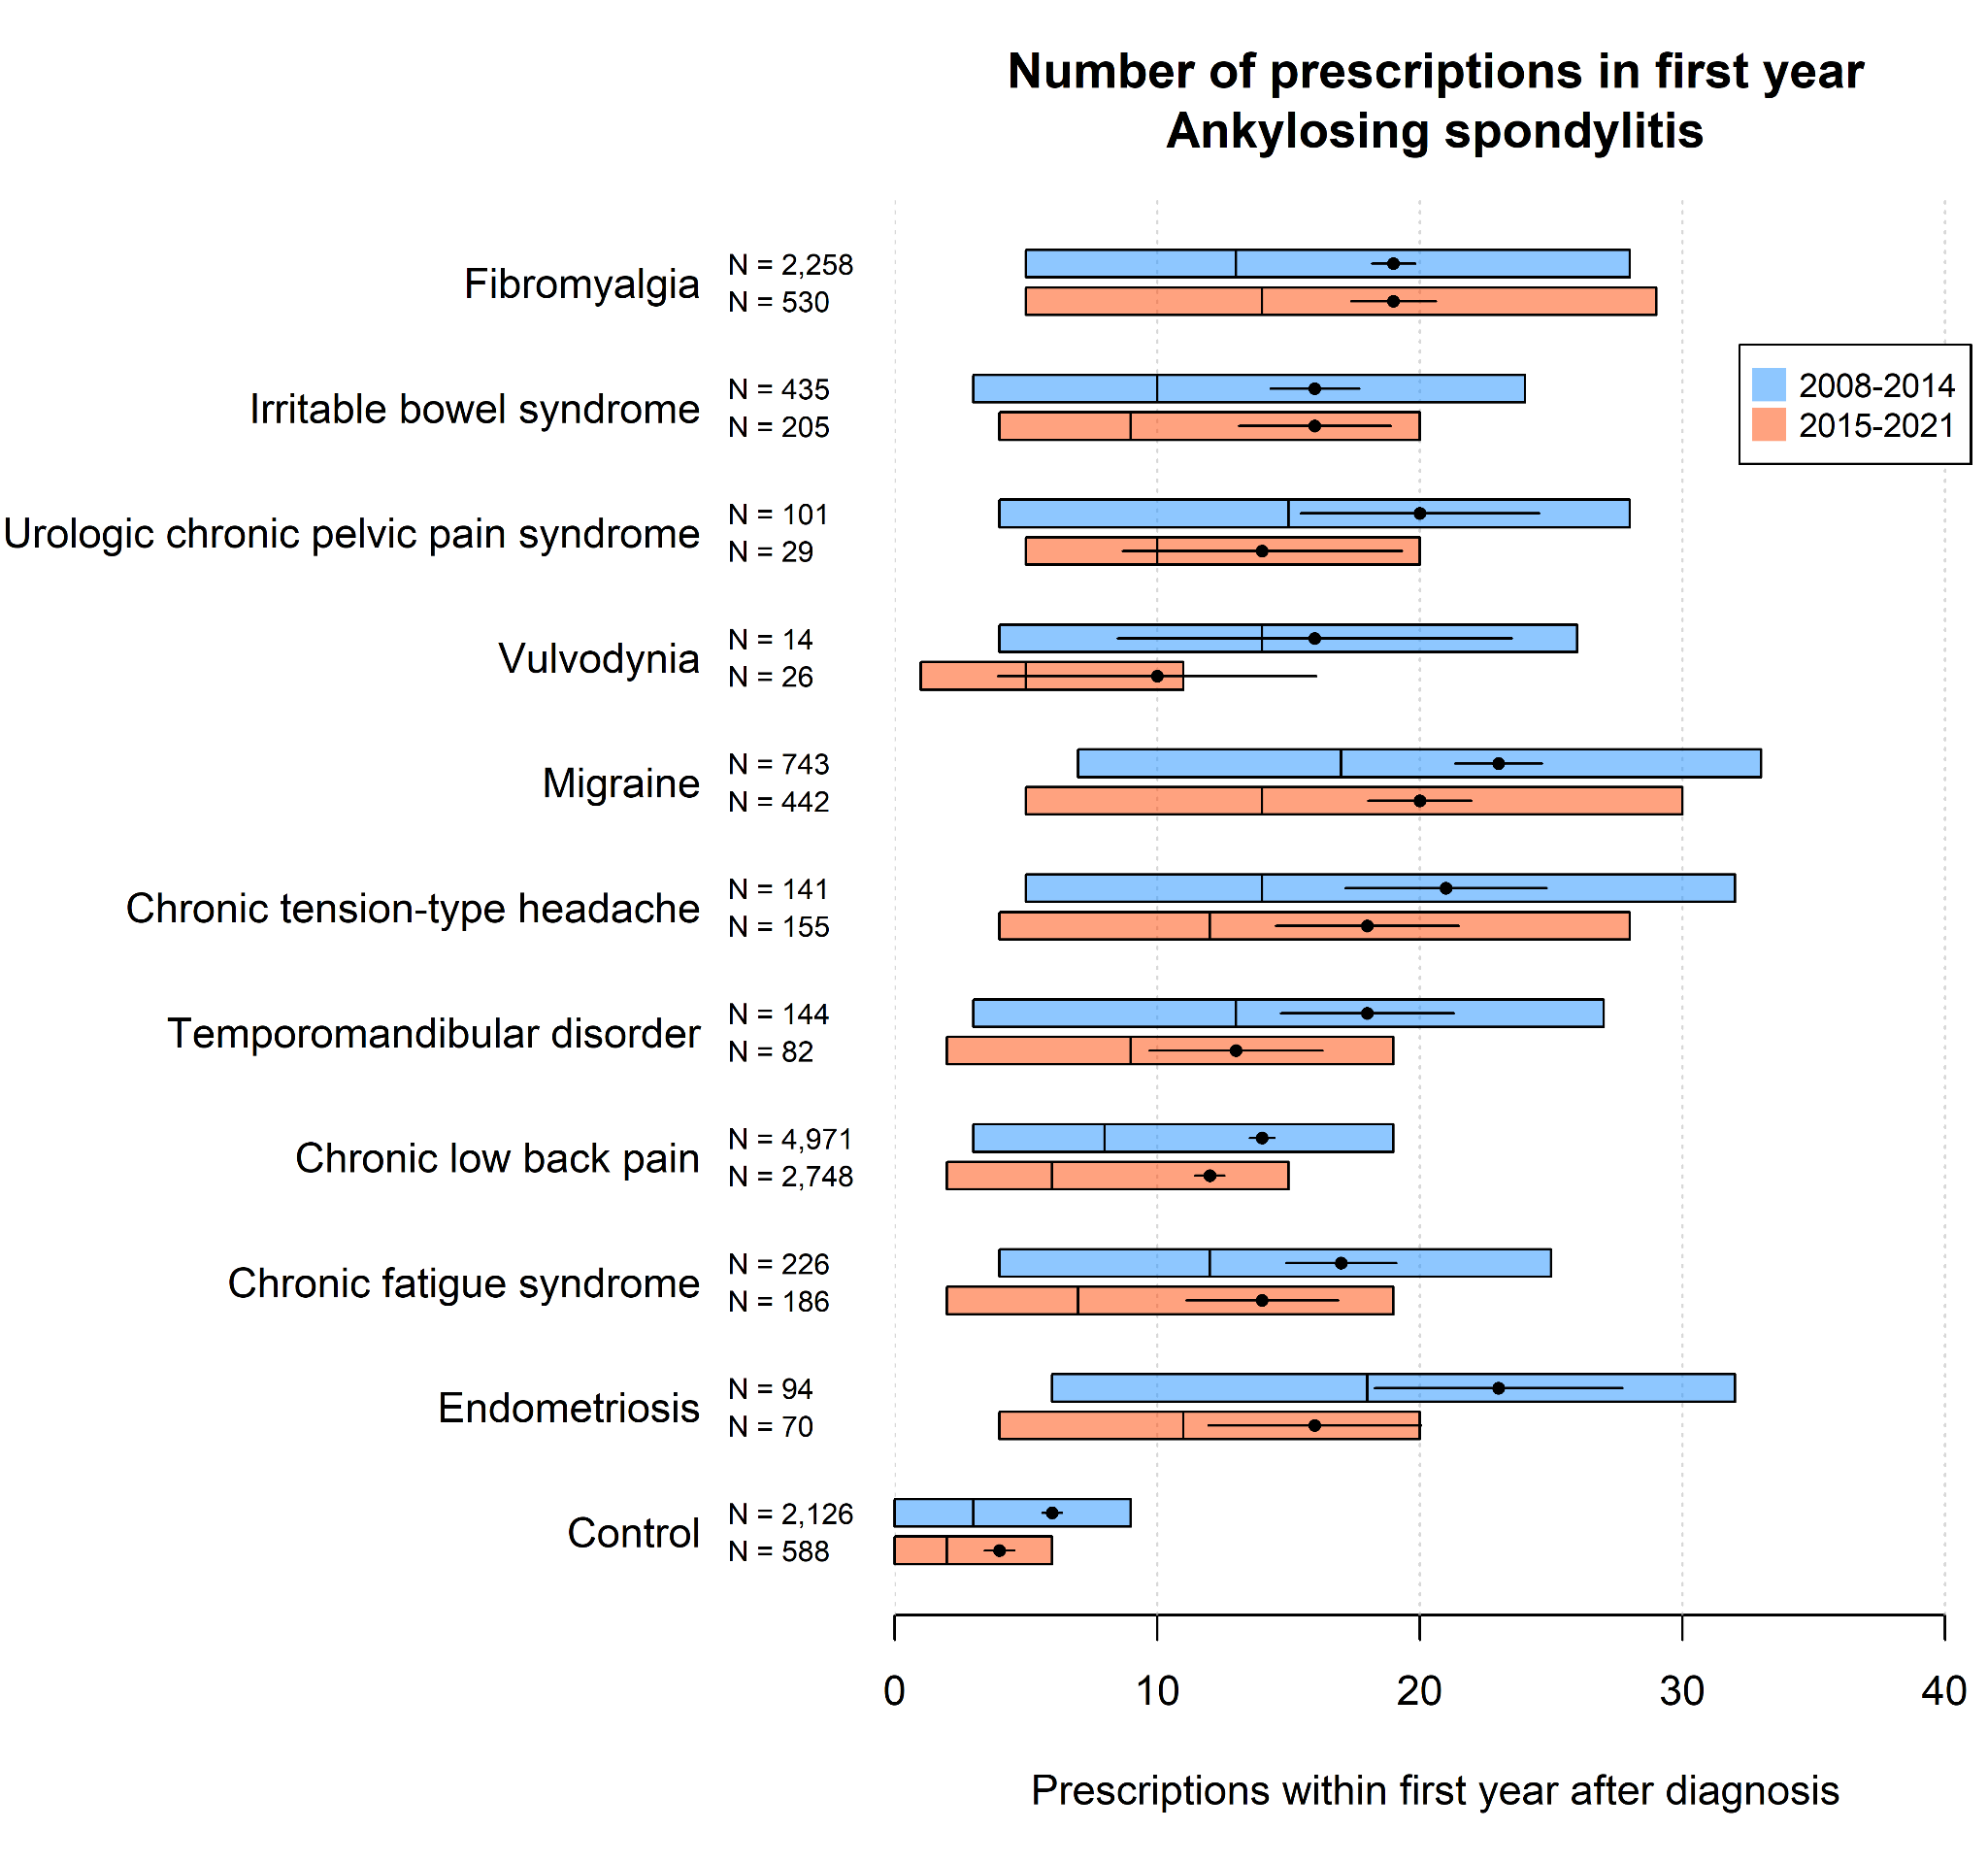 Number of prescriptions in first year
Ankylosing spondylitis
Fibromyalgia
N = 2,258
N = 530
2008-2014
2015-2021
Irritable bowel syndrome
N = 435
N = 205
Urologic chronic pelvic pain syndrome
N = 101
N = 29
Vulvodynia
N = 14
N = 26
Migraine
N = 743
N = 442
Chronic tension-type headache
N = 141
N = 155
Temporomandibular disorder
N = 144
N = 82
Chronic low back pain
N = 4,971
N = 2,748
Chronic fatigue syndrome
N = 226
N = 186
Endometriosis
N = 94
N = 70
Control
N = 2,126
N = 588
0 10 20 30 40
Prescriptions within first year after diagnosis